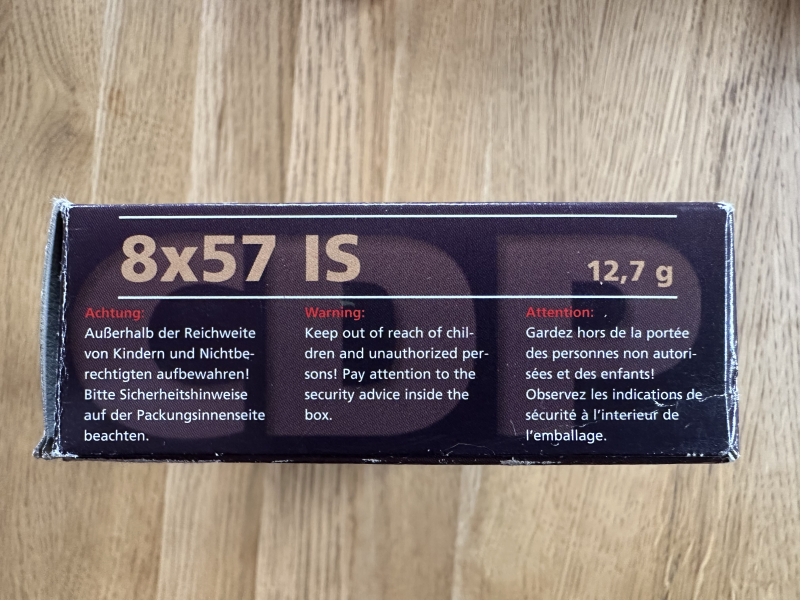 CDP
8x57 IS
12,7 g
Achtung:
Außerhalb der Reichweite
von Kindern und Nichtbe-
rechtigten aufbewahren!
Bitte Sicherheitshinweise
auf der Packungsinnenseite
beachten.
Warning:
Keep out of reach of chil-
dren and unauthorized per-
sons! Pay attention to the
security advice inside the
box.
Attention:
Gardez hors de la portée
des personnes non autori-
sées et des enfants!
Observez les indications de
sécurité à l'interieur de
l'emballage.